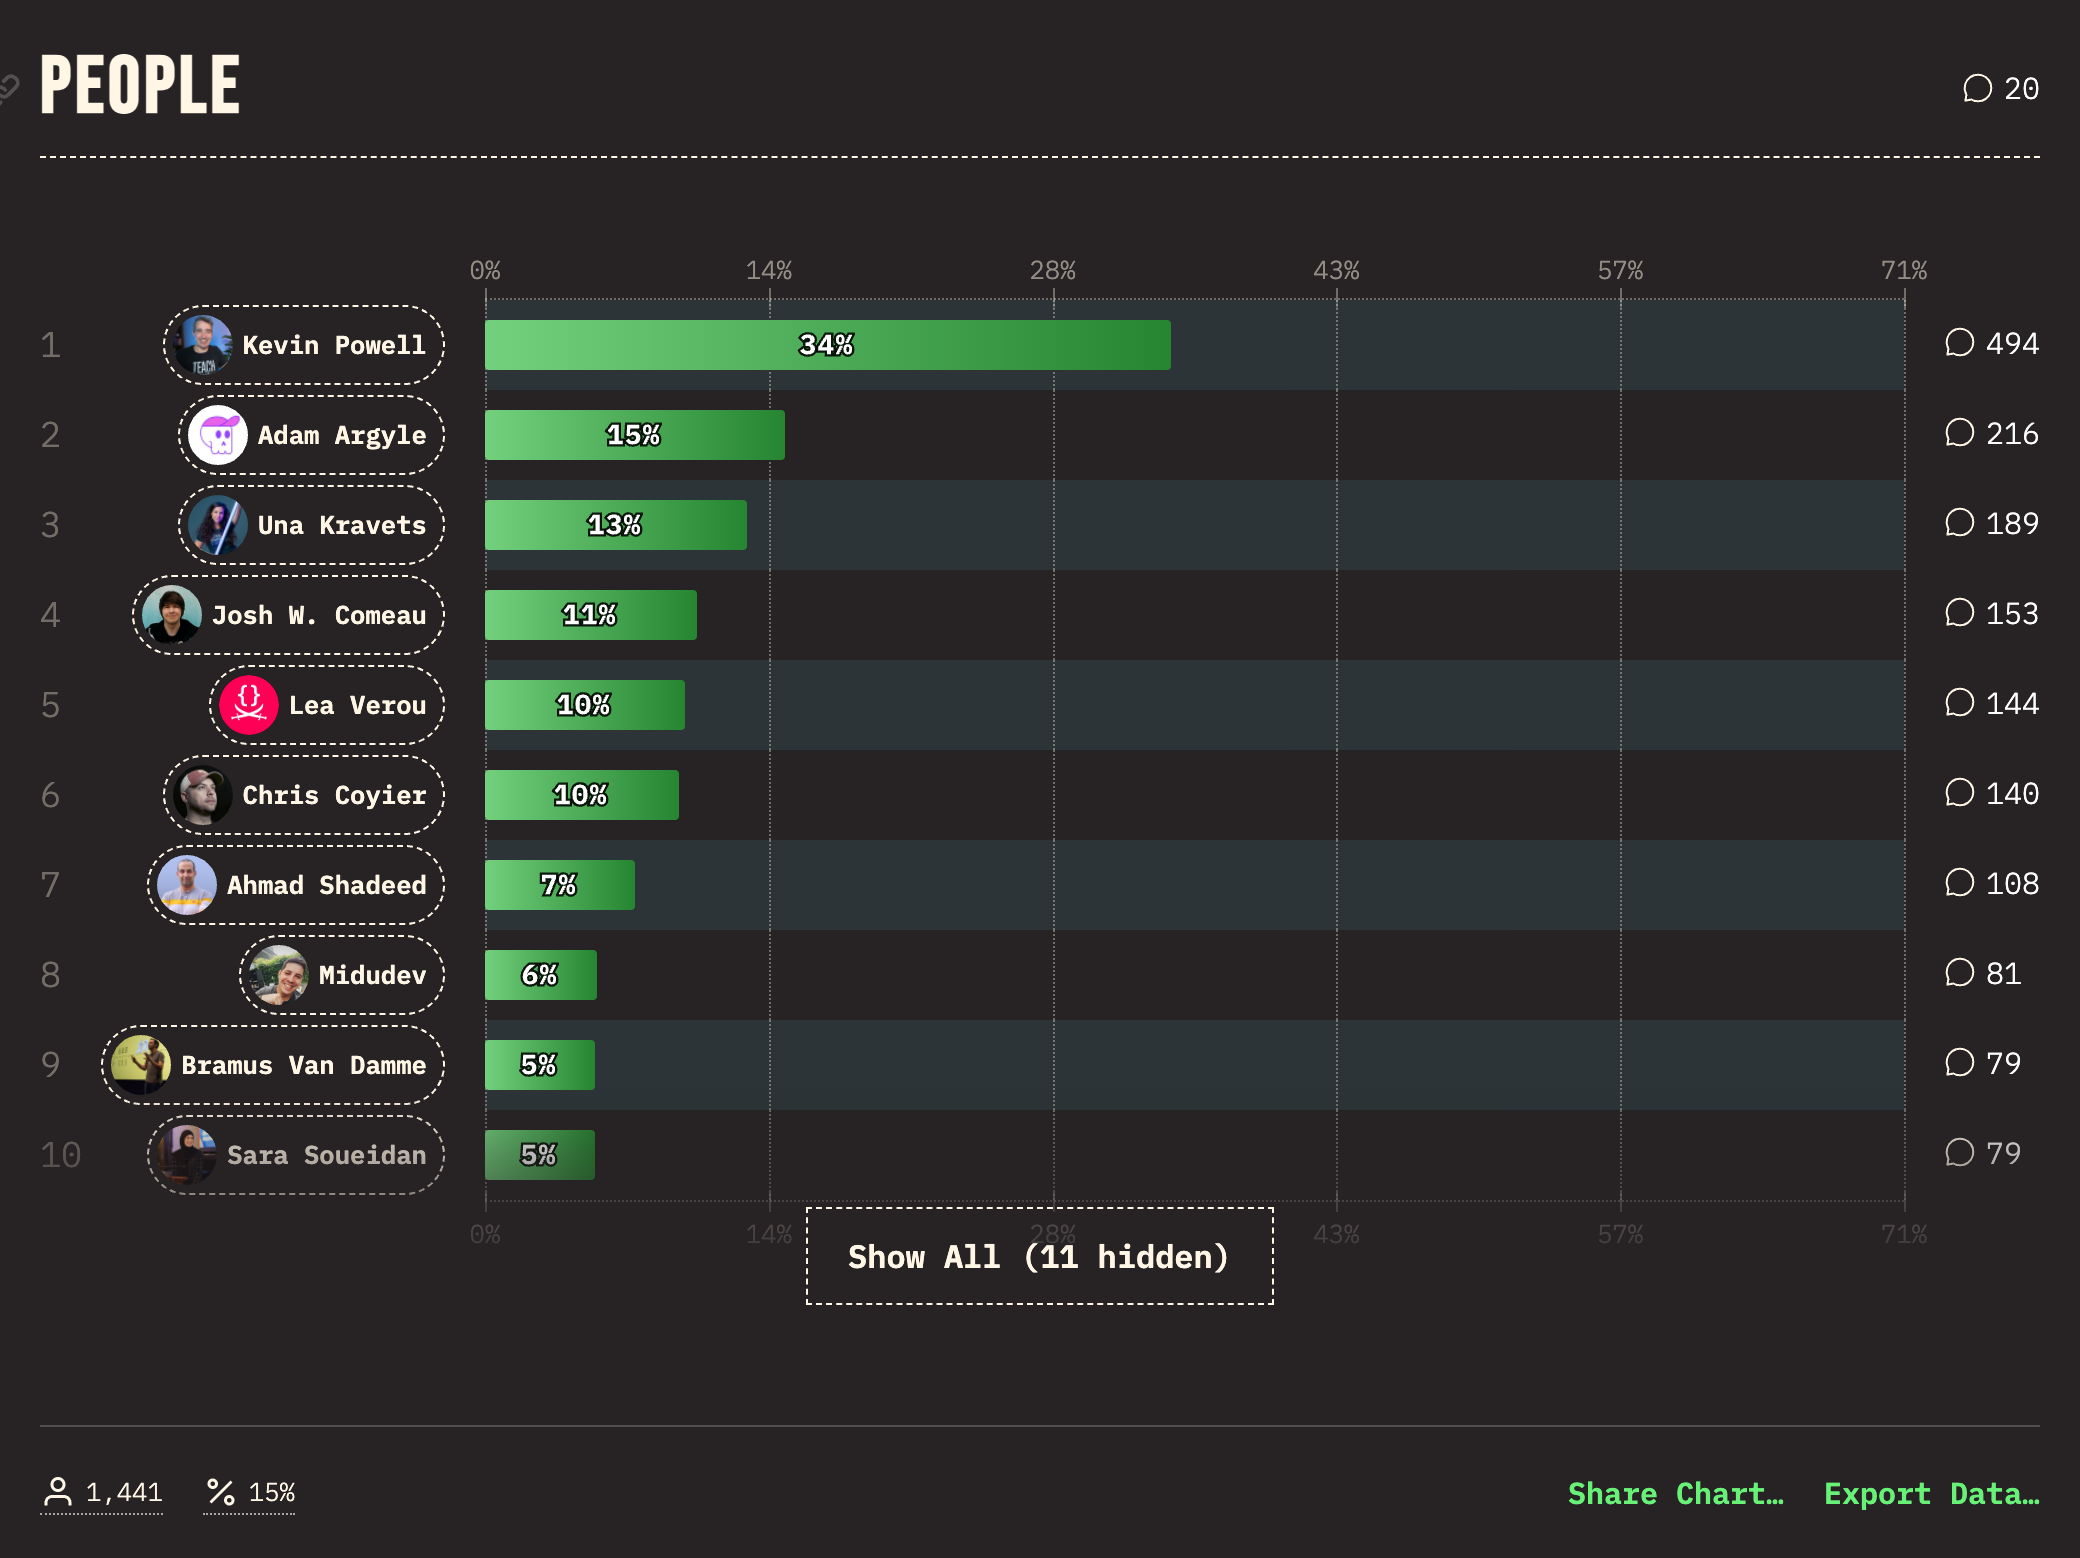 PEOPLE
20
0% 14% 28% 43% 57% 71%
1 Kevin Powell 34% 494
2 Adam Argyle 15% 216
3 Una Kravets 13% 189
4 Josh W. Comeau 11% 153
5 Lea Verou 10% 144
6 Chris Coyier 10% 140
7 Ahmad Shadeed 7% 108
8 Midudev 6% 81
9 Bramus Van Damme 5% 79
10 Sara Soueidan 5% 79
0% 14% 28% 43% 57% 71%
Show All (11 hidden)
1,441 15% Share Chart… Export Data…